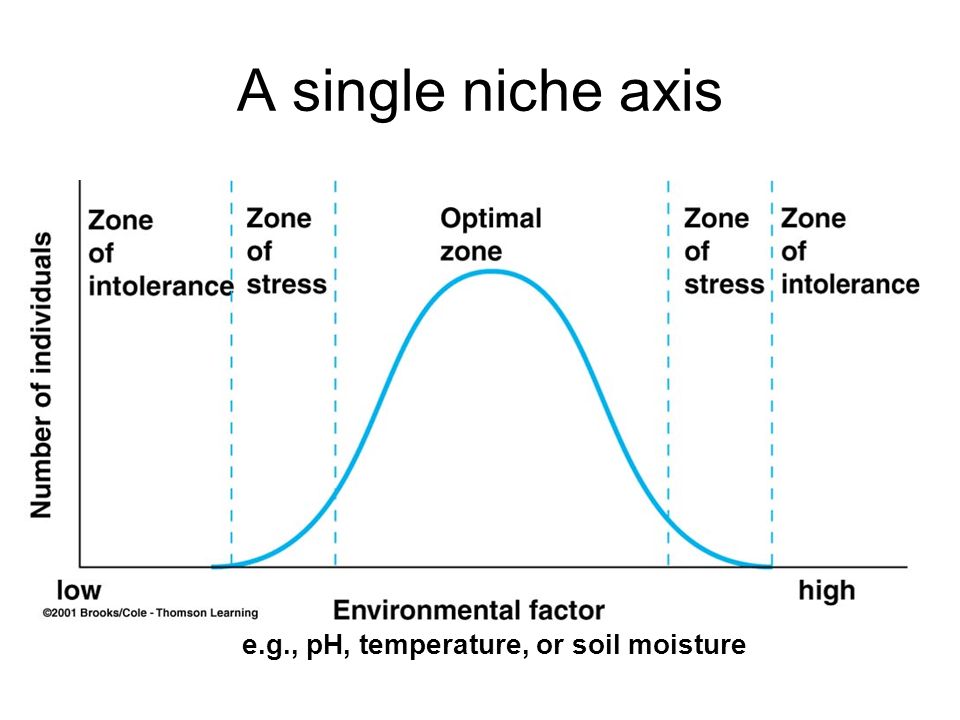 A single niche axis
Zone
of
intolerance
Zone
of
stress
Optimal
zone
Zone
of
stress
Zone
of
intolerance
Number of individuals
low
high
©2001 Brooks/Cole - Thomson Learning
Environmental factor
e.g., pH, temperature, or soil moisture